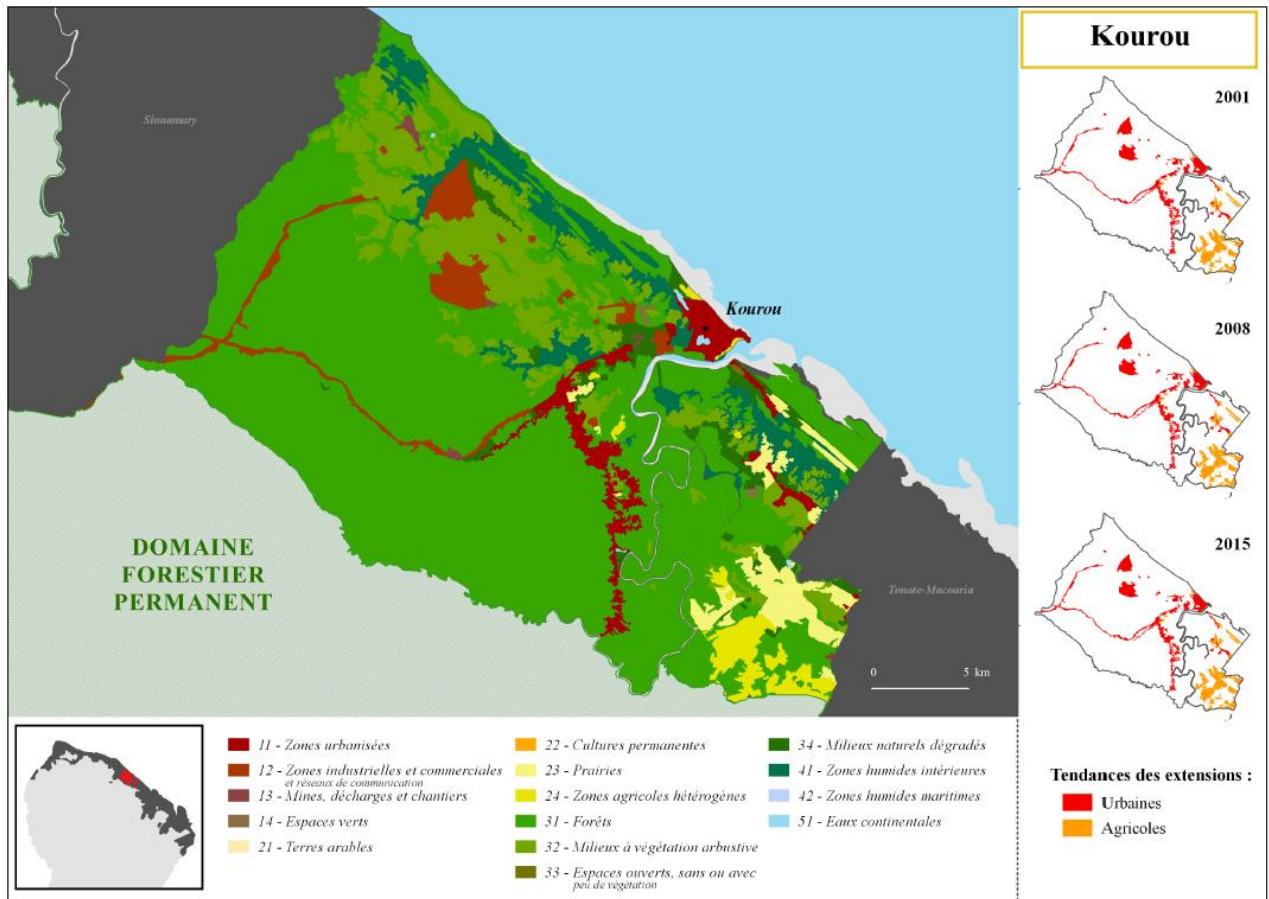 Kourou
2001
2008
2015
Tendances des extensions :
Urbaines
Agricoles
Sinnamary
Kourou
DOMAINE
FORESTIER
PERMANENT
Tonate-Macouria
0 5 km
11 - Zones urbanisées
12 - Zones industrielles et commerciales
et réseaux de communication
13 - Mines, décharges et chantiers
14 - Espaces verts
21 - Terres arables
22 - Cultures permanentes
23 - Prairies
24 - Zones agricoles hétérogènes
31 - Forêts
32 - Milieux à végétation arbustive
33 - Espaces ouverts, sans ou avec
peu de végétation
34 - Milieux naturels dégradés
41 - Zones humides intérieures
42 - Zones humides maritimes
51 - Eaux continentales